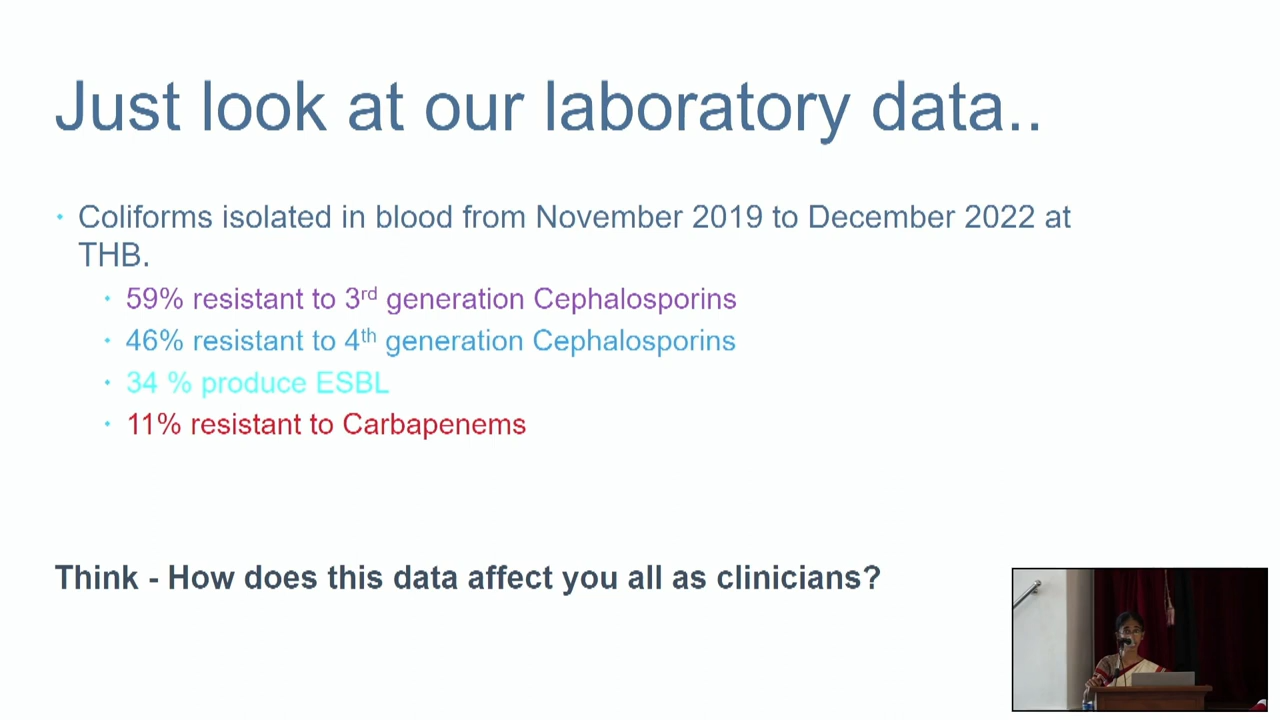 Just look at our laboratory data..
• Coliforms isolated in blood from November 2019 to December 2022 at
THB.
• 59% resistant to 3rd generation Cephalosporins
• 46% resistant to 4th generation Cephalosporins
• 34 % produce ESBL
• 11% resistant to Carbapenems
Think - How does this data affect you all as clinicians?